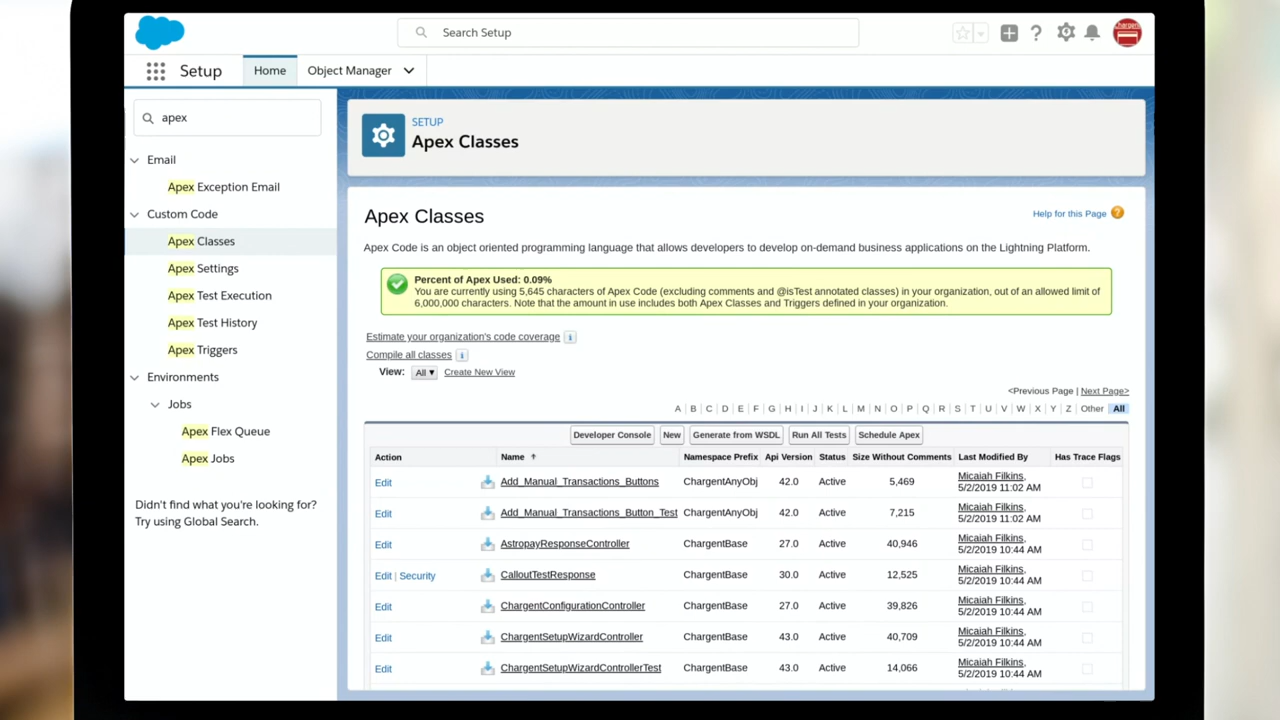 Search Setup
Setup
Home
Object Manager
apex
Email
Apex Exception Email
Custom Code
Apex Classes
Apex Settings
Apex Test Execution
Apex Test History
Apex Triggers
Environments
Jobs
Apex Flex Queue
Apex Jobs
Didn't find what you're looking for?
Try using Global Search.
SETUP
Apex Classes
Apex Classes
Help for this Page ?
Apex Code is an object oriented programming language that allows developers to develop on-demand business applications on the Lightning Platform.
Percent of Apex Used: 0.09%
You are currently using 5,645 characters of Apex Code (excluding comments and @isTest annotated classes) in your organization, out of an allowed limit of
6,000,000 characters. Note that the amount in use includes both Apex Classes and Triggers defined in your organization.
Estimate your organization's code coverage i
Compile all classes i
View: All ▾ Create New View
<Previous Page | Next Page>
A | B | C | D | E | F | G | H | I | J | K | L | M | N | O | P | Q | R | S | T | U | V | W | X | Y | Z | Other All
Developer Console New Generate from WSDL Run All Tests Schedule Apex
Action Name ↑ Namespace Prefix Api Version Status Size Without Comments Last Modified By Has Trace Flags
Edit Add_Manual_Transactions_Buttons ChargentAnyObj 42.0 Active 5,469 Micaiah Filkins,
5/2/2019 11:02 AM
Edit Add_Manual_Transactions_Button_Test ChargentAnyObj 42.0 Active 7,215 Micaiah Filkins,
5/2/2019 11:02 AM
Edit AstropayResponseController ChargentBase 27.0 Active 40,946 Micaiah Filkins,
5/2/2019 10:44 AM
Edit | Security CalloutTestResponse ChargentBase 30.0 Active 12,525 Micaiah Filkins,
5/2/2019 10:44 AM
Edit ChargentConfigurationController ChargentBase 27.0 Active 39,826 Micaiah Filkins,
5/2/2019 10:44 AM
Edit ChargentSetupWizardController ChargentBase 43.0 Active 40,709 Micaiah Filkins,
5/2/2019 10:44 AM
Edit ChargentSetupWizardControllerTest ChargentBase 43.0 Active 14,066 Micaiah Filkins,
5/2/2019 10:44 AM